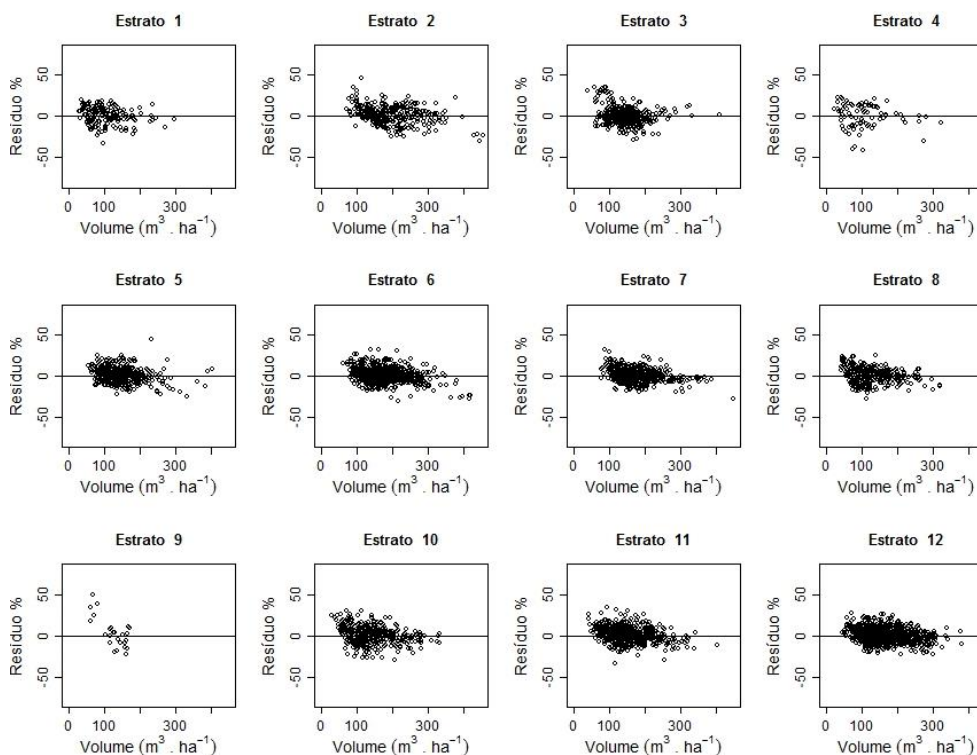 Estrato 1 Estrato 2 Estrato 3 Estrato 4
Resíduo % Resíduo % Resíduo % Resíduo %
50 50 50 50
0 0 0 0
-50 -50 -50 -50
0 100 300 0 100 300 0 100 300 0 100 300
Volume (m³ . ha⁻¹) Volume (m³ . ha⁻¹) Volume (m³ . ha⁻¹) Volume (m³ . ha⁻¹)
Estrato 5 Estrato 6 Estrato 7 Estrato 8
Resíduo % Resíduo % Resíduo % Resíduo %
50 50 50 50
0 0 0 0
-50 -50 -50 -50
0 100 300 0 100 300 0 100 300 0 100 300
Volume (m³ . ha⁻¹) Volume (m³ . ha⁻¹) Volume (m³ . ha⁻¹) Volume (m³ . ha⁻¹)
Estrato 9 Estrato 10 Estrato 11 Estrato 12
Resíduo % Resíduo % Resíduo % Resíduo %
50 50 50 50
0 0 0 0
-50 -50 -50 -50
0 100 300 0 100 300 0 100 300 0 100 300
Volume (m³ . ha⁻¹) Volume (m³ . ha⁻¹) Volume (m³ . ha⁻¹) Volume (m³ . ha⁻¹)